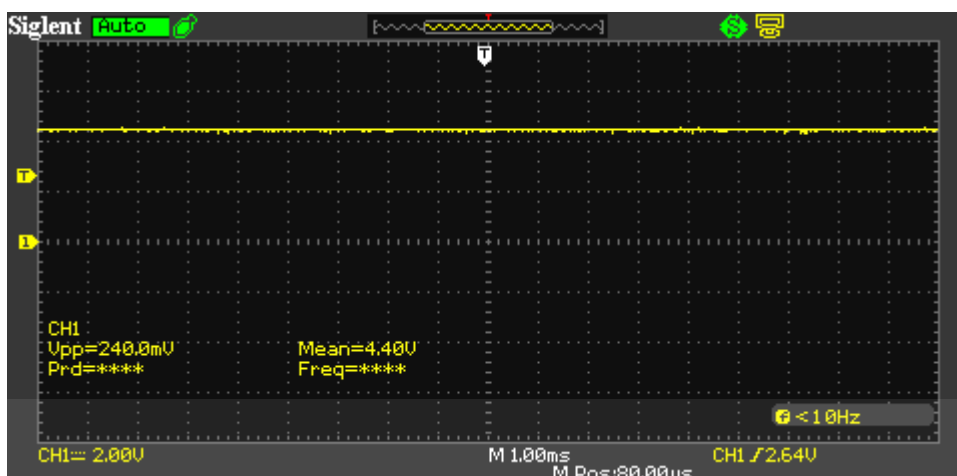 Siglent Auto
T
T
1
CH1
Vpp=240.0mV Mean=4.40V
Prd=**** Freq=****
f <10Hz
CH1 2.00V M 1.00ms CH1 2.64V
M Pos:80.00us